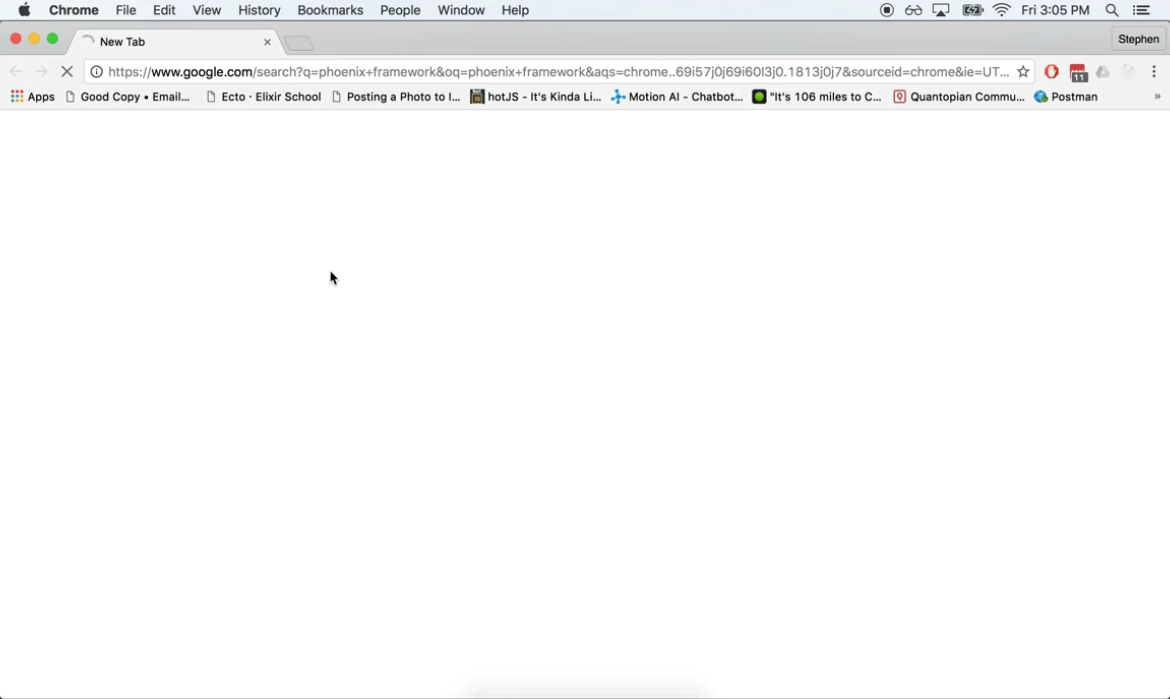 Chrome File Edit View History Bookmarks People Window Help Fri 3:05 PM
New Tab Stephen
https://www.google.com/search?q=phoenix+framework&oq=phoenix+framework&aqs=chrome..69i57j0j69i60l3j0.1813j0j7&sourceid=chrome&ie=UT... 11
Apps Good Copy • Email... Ecto · Elixir School Posting a Photo to I... hotJS - It's Kinda Li... Motion AI - Chatbot... "It's 106 miles to C... Quantopian Commu... Postman »